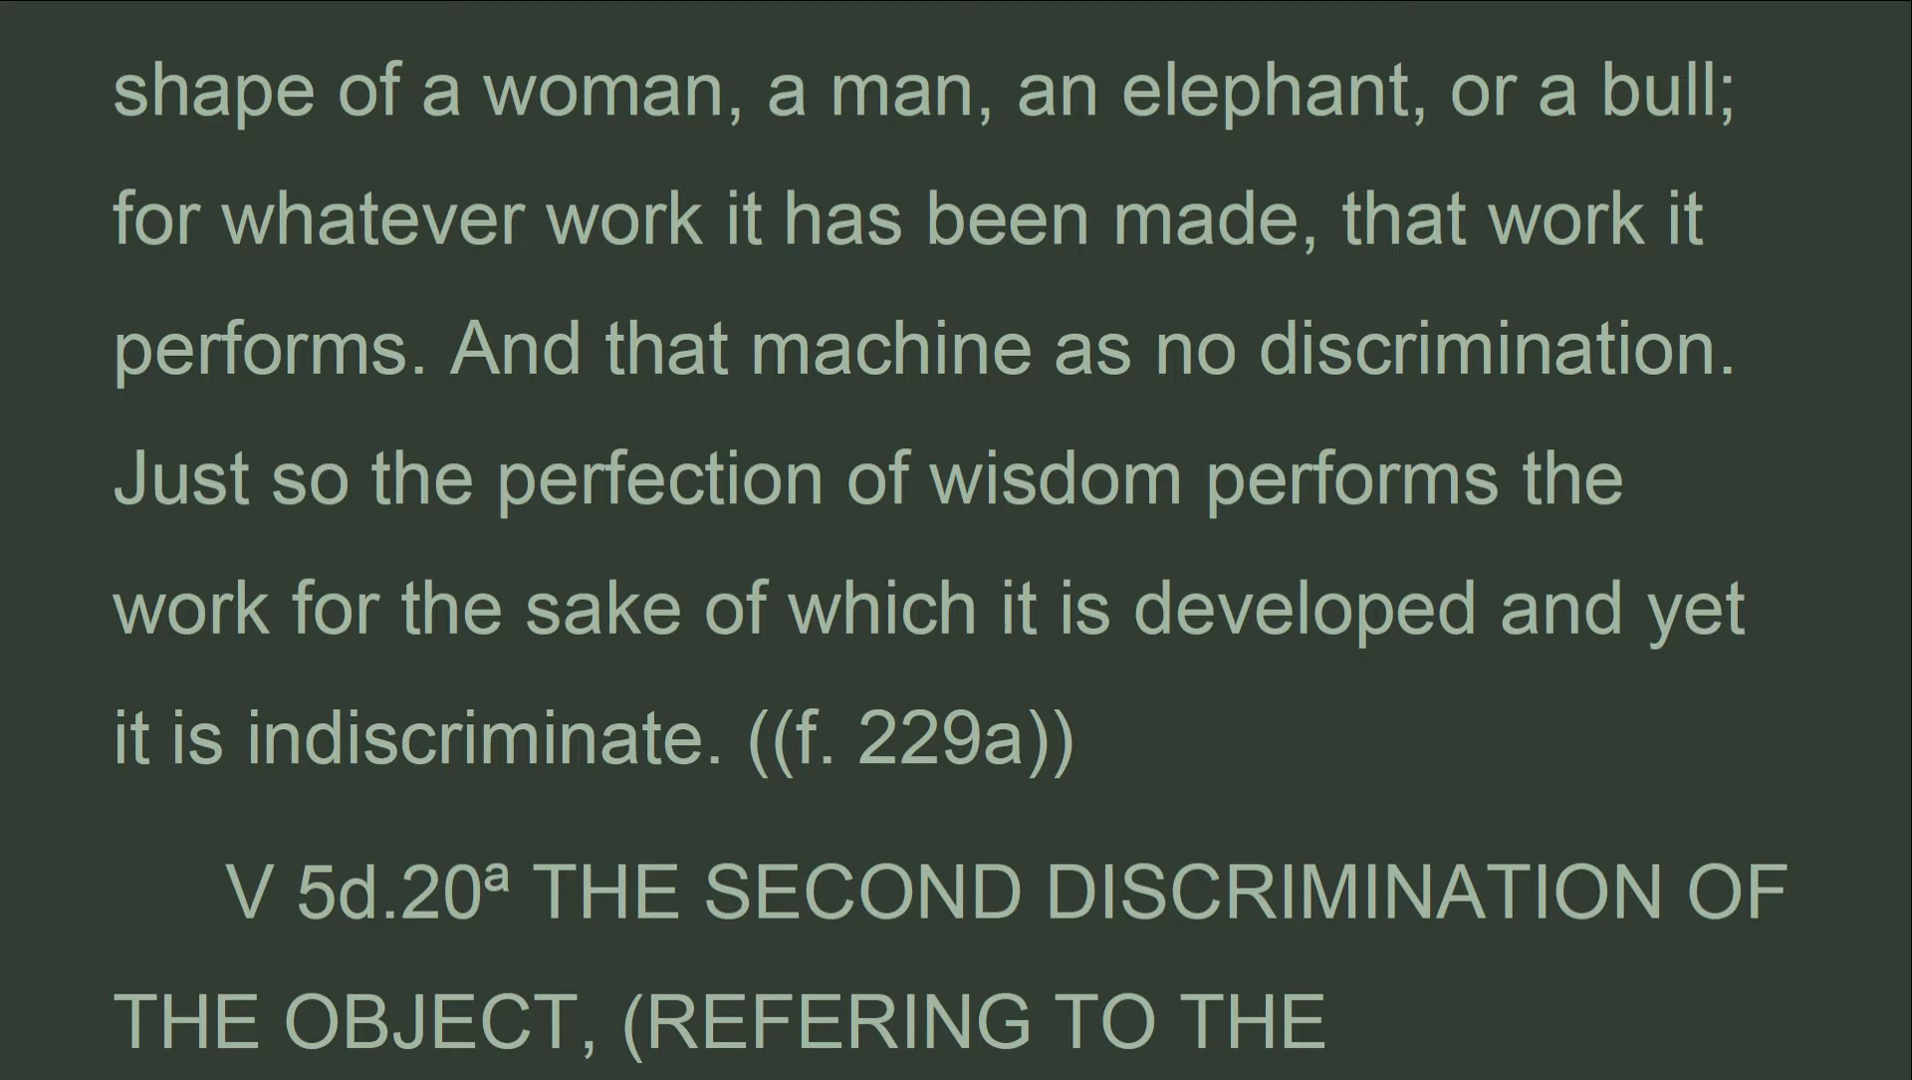 shape of a woman, a man, an elephant, or a bull;
for whatever work it has been made, that work it
performs. And that machine as no discrimination.
Just so the perfection of wisdom performs the
work for the sake of which it is developed and yet
it is indiscriminate. ((f. 229a))
V 5d.20ª THE SECOND DISCRIMINATION OF
THE OBJECT, (REFERING TO THE